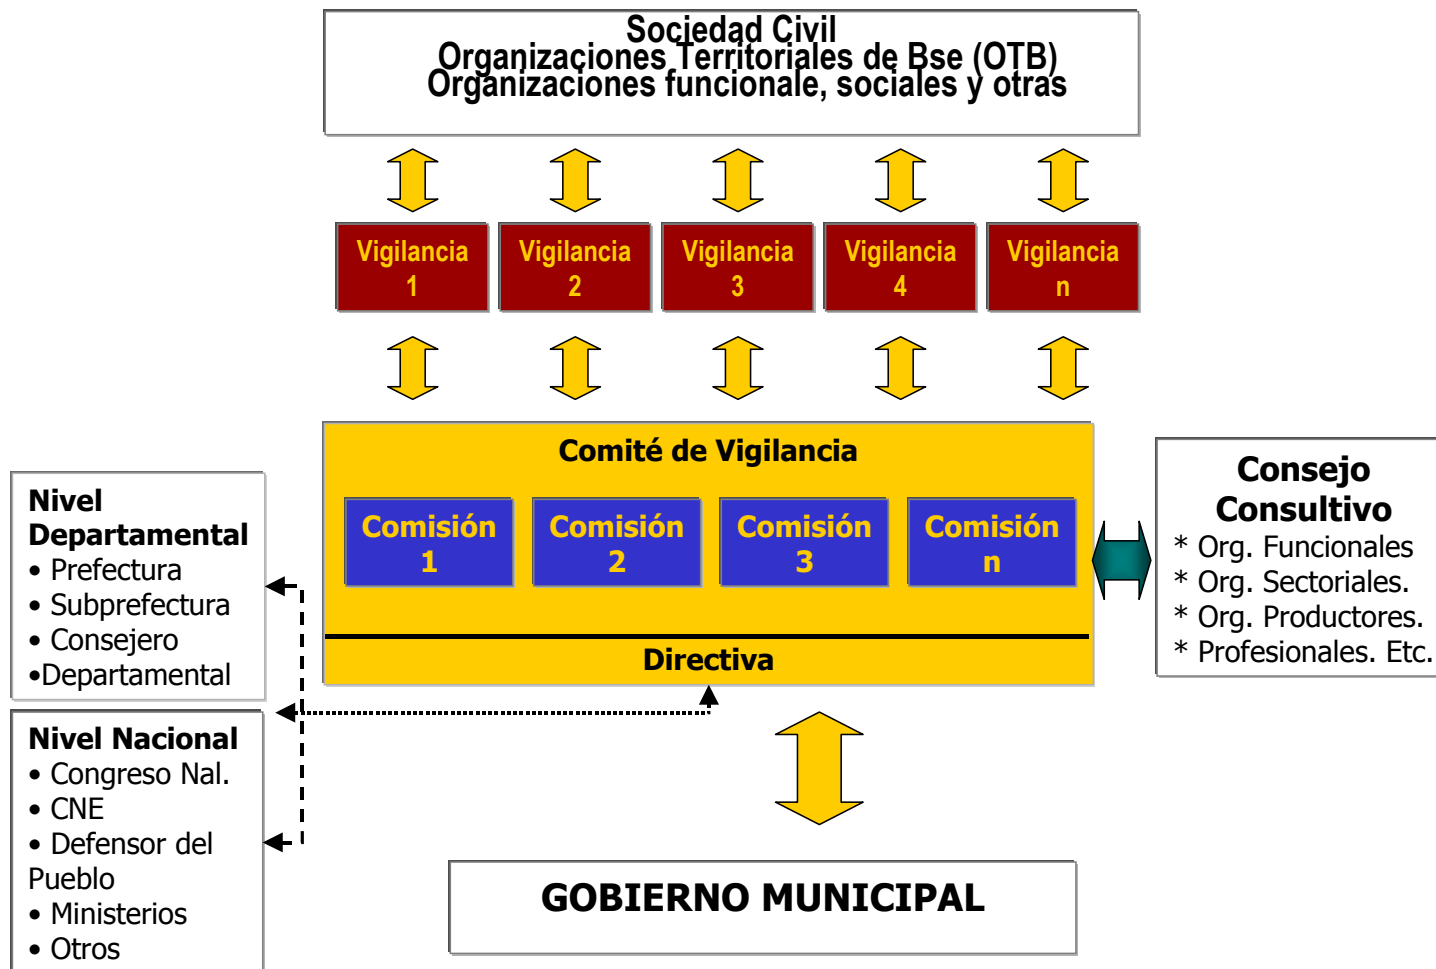 Sociedad Civil
Organizaciones Territoriales de Bse (OTB)
Organizaciones funcionale, sociales y otras
Vigilancia
1
Vigilancia
2
Vigilancia
3
Vigilancia
4
Vigilancia
n
Comité de Vigilancia
Comisión
1
Comisión
2
Comisión
3
Comisión
n
Directiva
Nivel
Departamental
• Prefectura
• Subprefectura
• Consejero
•Departamental
Nivel Nacional
• Congreso Nal.
• CNE
• Defensor del
Pueblo
• Ministerios
• Otros
Consejo
Consultivo
* Org. Funcionales
* Org. Sectoriales.
* Org. Productores.
* Profesionales. Etc.
GOBIERNO MUNICIPAL